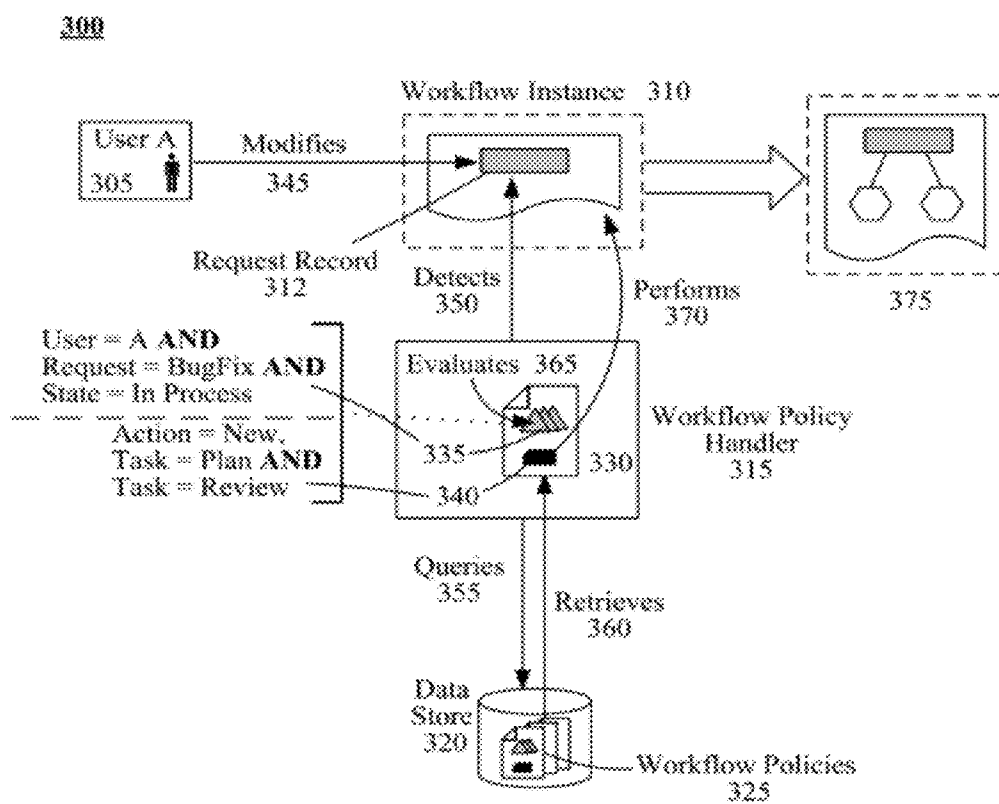 300
Workflow Instance 310
User A
305
Modifies
345
Request Record
312
Detects
350
Performs
370
375
User = A AND
Request = BugFix AND
State = In Process
Action = New,
Task = Plan AND
Task = Review
Evaluates 365
335
330
340
Workflow Policy
Handler
315
Queries
355
Retrieves
360
Data
Store
320
Workflow Policies
325